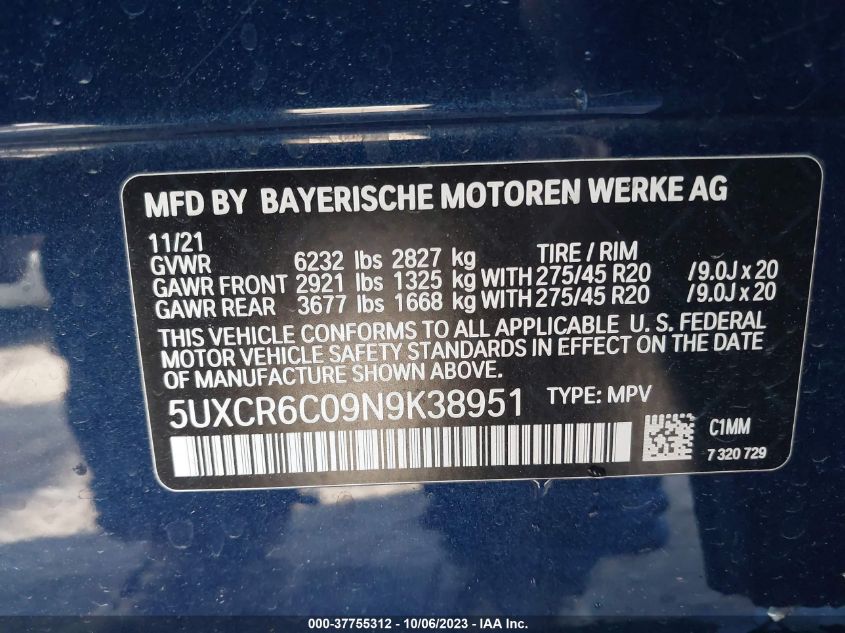 MFD BY BAYERISCHE MOTOREN WERKE AG
11/21
GVWR 6232 lbs 2827 kg TIRE / RIM
GAWR FRONT 2921 lbs 1325 kg WITH 275/45 R20 /9.0J x 20
GAWR REAR 3677 lbs 1668 kg WITH 275/45 R20 /9.0J x 20
THIS VEHICLE CONFORMS TO ALL APPLICABLE U. S. FEDERAL
MOTOR VEHICLE SAFETY STANDARDS IN EFFECT ON THE DATE
OF MANUFACTURE SHOWN ABOVE.
5UXCR6C09N9K38951 TYPE: MPV
C1MM
7 320 729
000-37755312 - 10/06/2023 - IAA Inc.